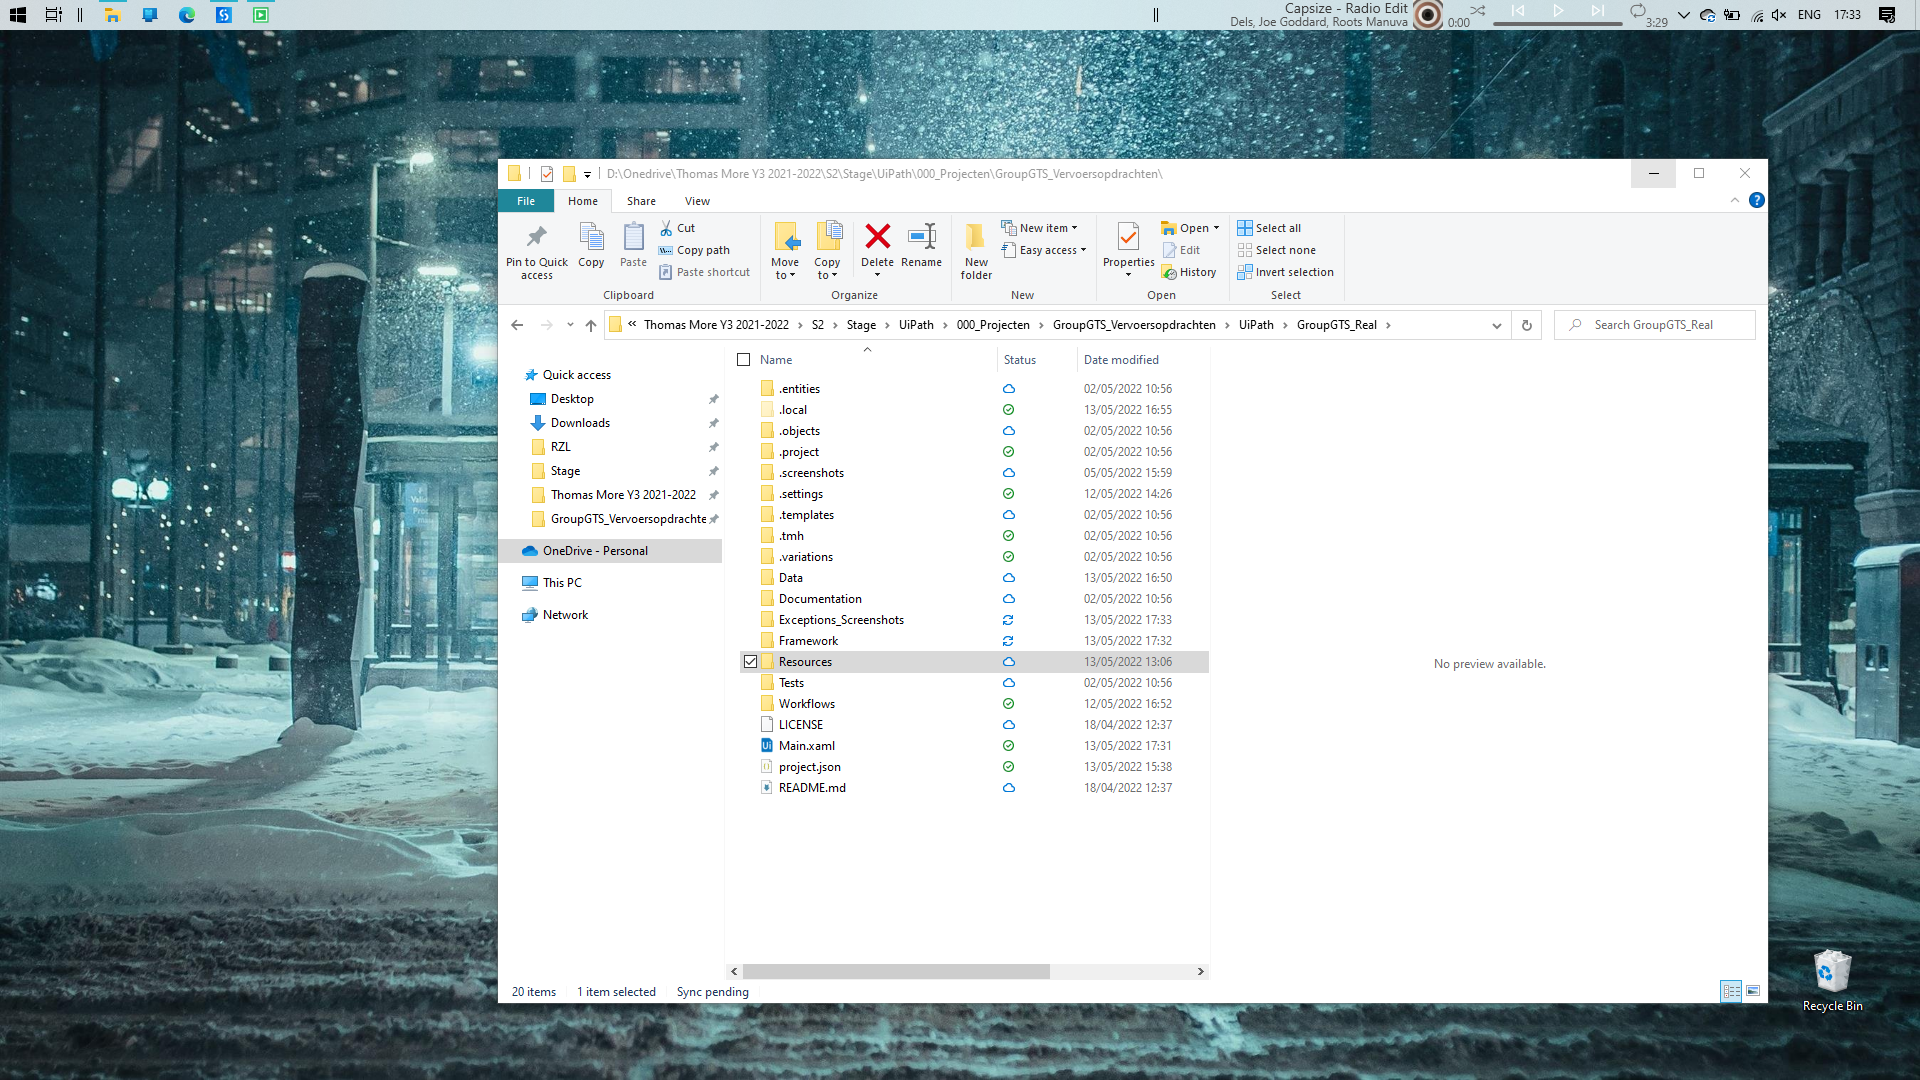 Capsize - Radio Edit
Dels, Joe Goddard, Roots Manuva
0:00
3:29
ENG
17:33
D:\Onedrive\Thomas More Y3 2021-2022\S2\Stage\UiPath\000_Projecten\GroupGTS_Vervoersopdrachten\
File
Home
Share
View
Pin to Quick access
Copy
Paste
Cut
Copy path
Paste shortcut
Clipboard
Move to
Copy to
Delete
Rename
Organize
New folder
New item
Easy access
New
Properties
Open
Edit
History
Open
Select all
Select none
Invert selection
Select
« Thomas More Y3 2021-2022 > S2 > Stage > UiPath > 000_Projecten > GroupGTS_Vervoersopdrachten > UiPath > GroupGTS_Real >
Search GroupGTS_Real
Quick access
Desktop
Downloads
RZL
Stage
Thomas More Y3 2021-2022
GroupGTS_Vervoersopdrachte
OneDrive - Personal
This PC
Network
Name Status Date modified
.entities 02/05/2022 10:56
.local 13/05/2022 16:55
.objects 02/05/2022 10:56
.project 02/05/2022 10:56
.screenshots 05/05/2022 15:59
.settings 12/05/2022 14:26
.templates 02/05/2022 10:56
.tmh 02/05/2022 10:56
.variations 02/05/2022 10:56
Data 13/05/2022 16:50
Documentation 02/05/2022 10:56
Exceptions_Screenshots 13/05/2022 17:33
Framework 13/05/2022 17:32
Resources 13/05/2022 13:06
Tests 02/05/2022 10:56
Workflows 12/05/2022 16:52
LICENSE 18/04/2022 12:37
Main.xaml 13/05/2022 17:31
project.json 13/05/2022 15:38
README.md 18/04/2022 12:37
No preview available.
20 items
1 item selected
Sync pending
Recycle Bin